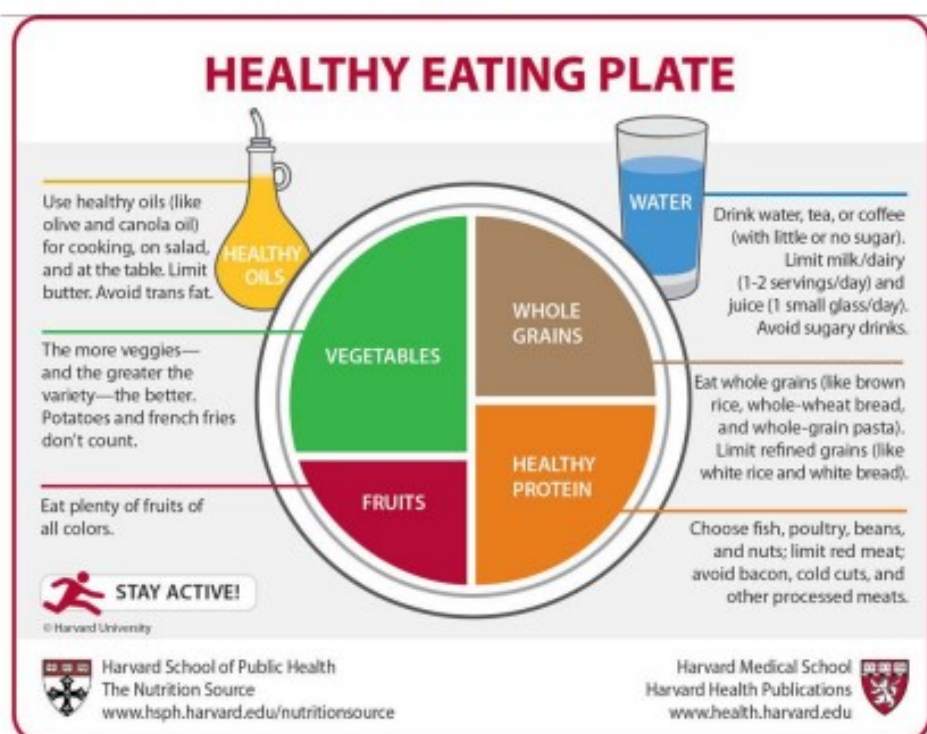 HEALTHY EATING PLATE
Use healthy oils (like
olive and canola oil)
for cooking, on salad,
and at the table. Limit
butter. Avoid trans fat.
HEALTHY
OILS
The more veggies—
and the greater the
variety—the better.
Potatoes and french fries
don't count.
Eat plenty of fruits of
all colors.
STAY ACTIVE!
© Harvard University
VEGETABLES
FRUITS
WHOLE
GRAINS
HEALTHY
PROTEIN
WATER
Drink water, tea, or coffee
(with little or no sugar).
Limit milk/dairy
(1-2 servings/day) and
juice (1 small glass/day).
Avoid sugary drinks.
Eat whole grains (like brown
rice, whole-wheat bread,
and whole-grain pasta).
Limit refined grains (like
white rice and white bread).
Choose fish, poultry, beans,
and nuts; limit red meat;
avoid bacon, cold cuts, and
other processed meats.
Harvard School of Public Health
The Nutrition Source
www.hsph.harvard.edu/nutritionsource
Harvard Medical School
Harvard Health Publications
www.health.harvard.edu